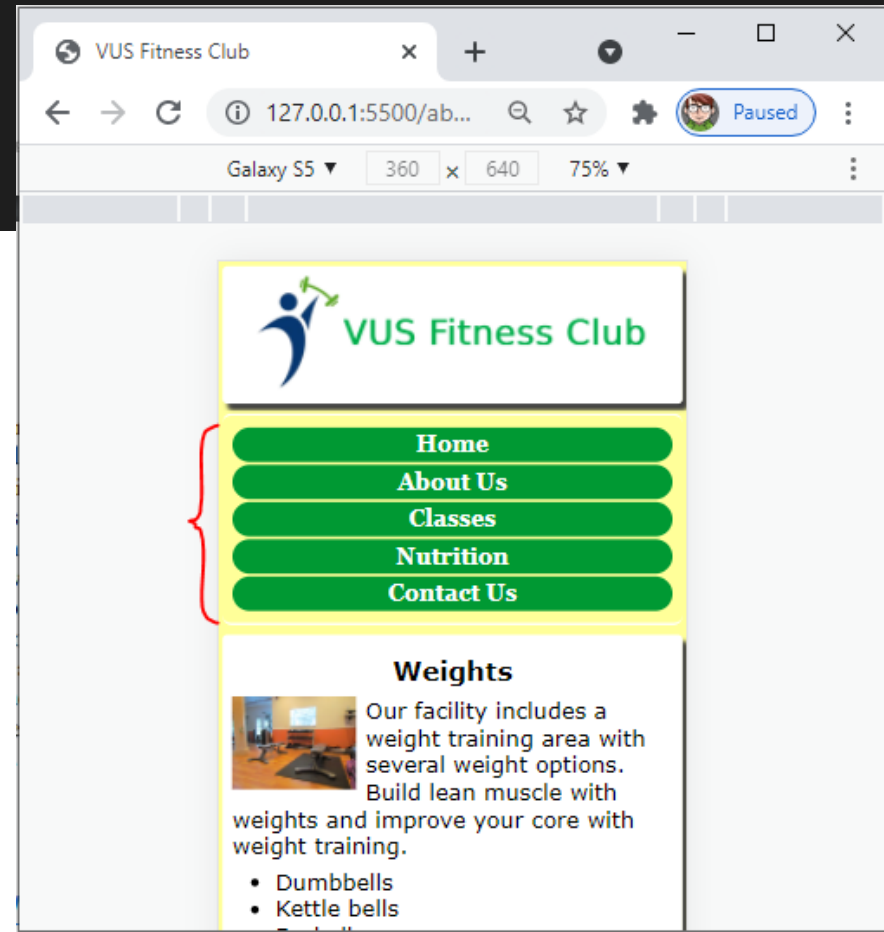 VUS Fitness Club
127.0.0.1:5500/ab...
Paused
Galaxy S5 ▼ 360 × 640 75% ▼
VUS Fitness Club
Home
About Us
Classes
Nutrition
Contact Us
Weights
Our facility includes a
weight training area with
several weight options.
Build lean muscle with
weights and improve your core with
weight training.
• Dumbbells
• Kettle bells